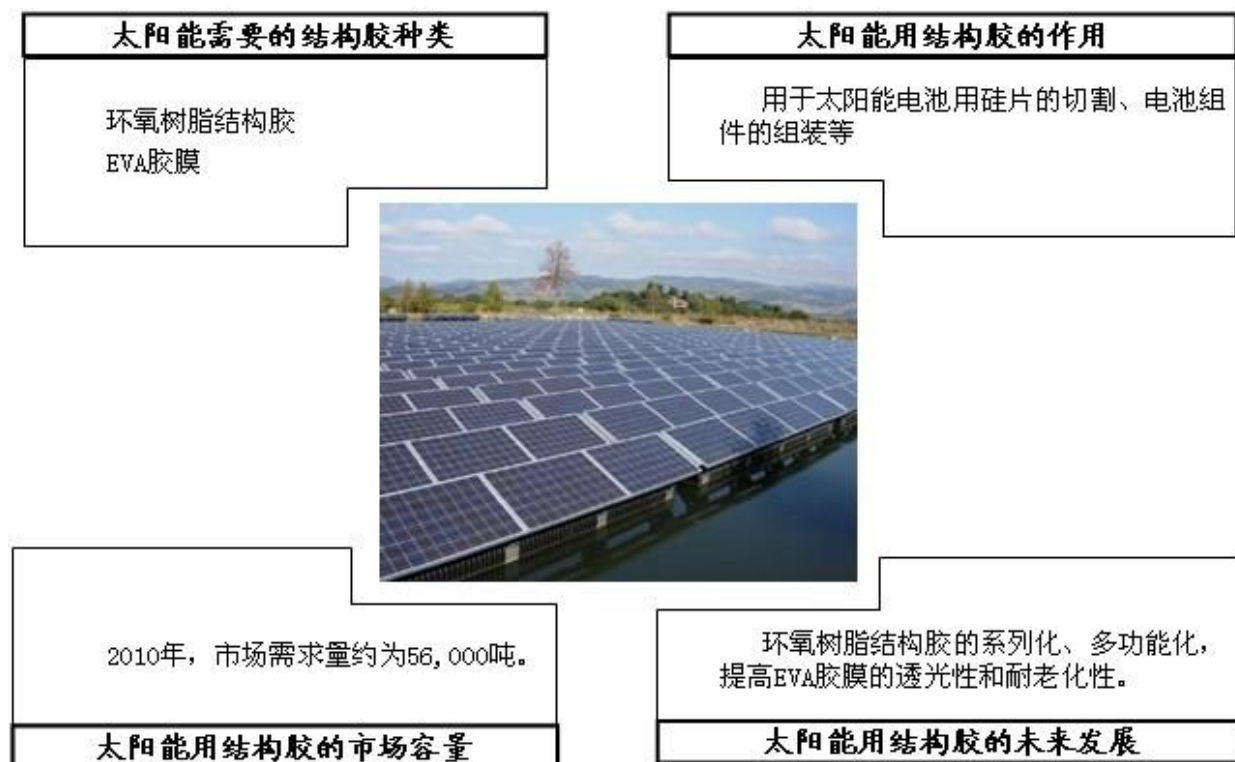 太阳能需要的结构胶种类
环氧树脂结构胶
EVA胶膜
太阳能用结构胶的作用
用于太阳能电池用硅片的切割、电池组
件的组装等
2010年，市场需求量约为56,000吨。
太阳能用结构胶的市场容量
环氧树脂结构胶的系列化、多功能化，
提高EVA胶膜的透光性和耐老化性。
太阳能用结构胶的未来发展